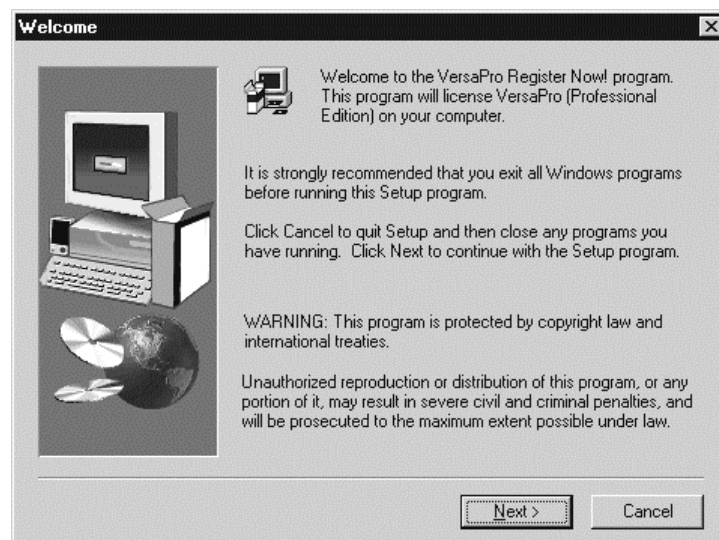 Welcome
Welcome to the VersaPro Register Now! program.
This program will license VersaPro (Professional
Edition) on your computer.
It is strongly recommended that you exit all Windows programs
before running this Setup program.
Click Cancel to quit Setup and then close any programs you
have running.  Click Next to continue with the Setup program.
WARNING: This program is protected by copyright law and
international treaties.
Unauthorized reproduction or distribution of this program, or any
portion of it, may result in severe civil and criminal penalties, and
will be prosecuted to the maximum extent possible under law.
Next >
Cancel